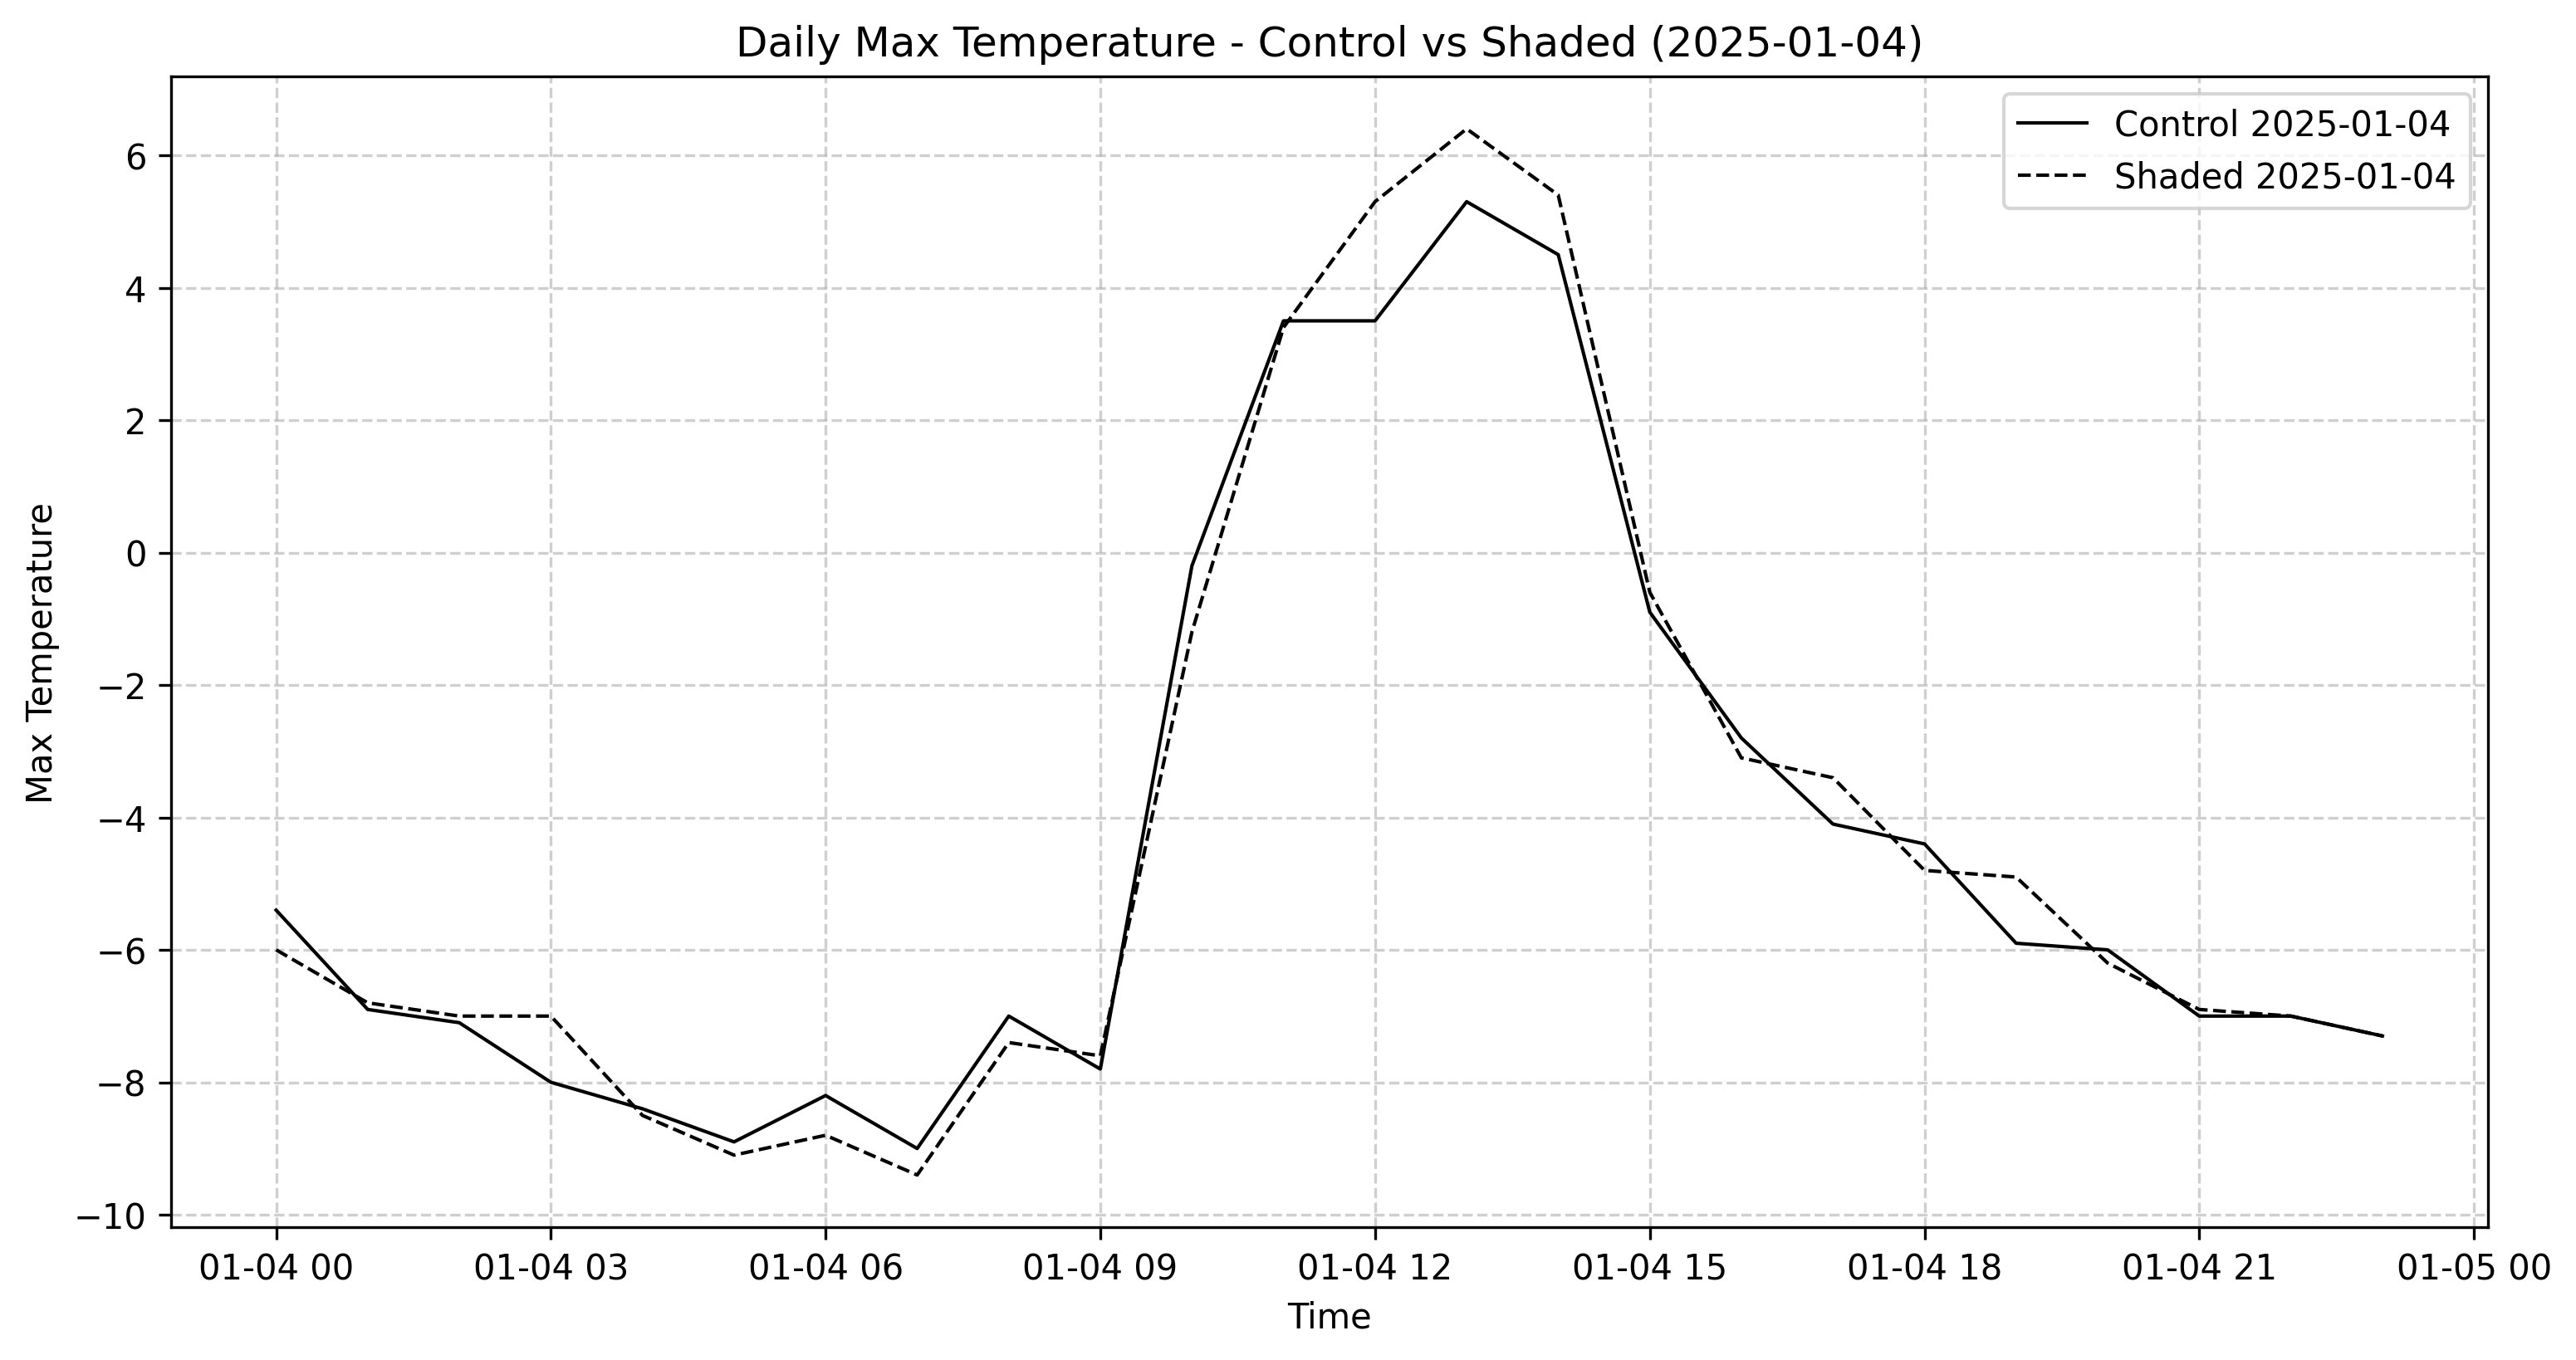 Daily Max Temperature - Control vs Shaded (2025-01-04)
Control 2025-01-04
Shaded 2025-01-04
Max Temperature
6
4
2
0
−2
−4
−6
−8
−10
01-04 00 01-04 03 01-04 06 01-04 09 01-04 12 01-04 15 01-04 18 01-04 21 01-05 00
Time